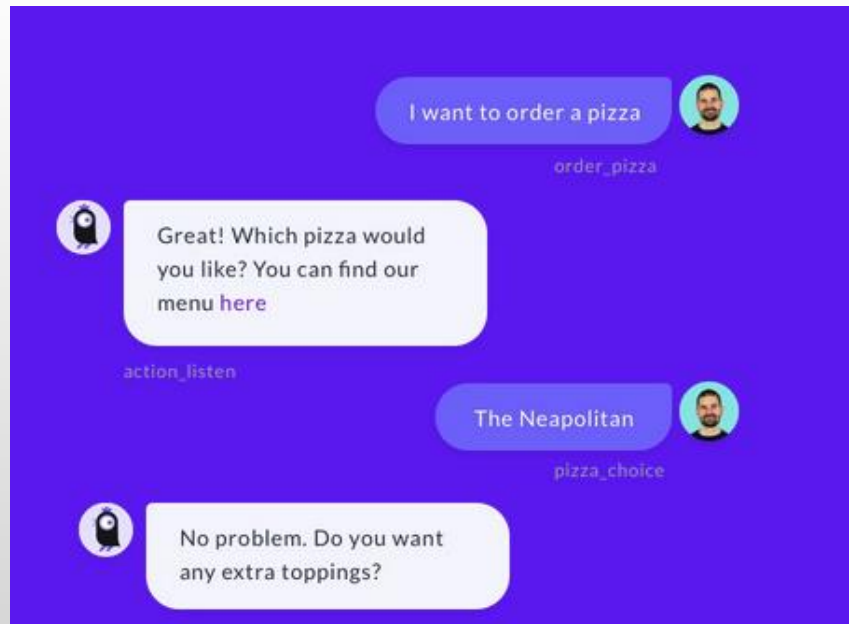 I want to order a pizza
order_pizza
Great! Which pizza would
you like? You can find our
menu here
action_listen
The Neapolitan
pizza_choice
No problem. Do you want
any extra toppings?